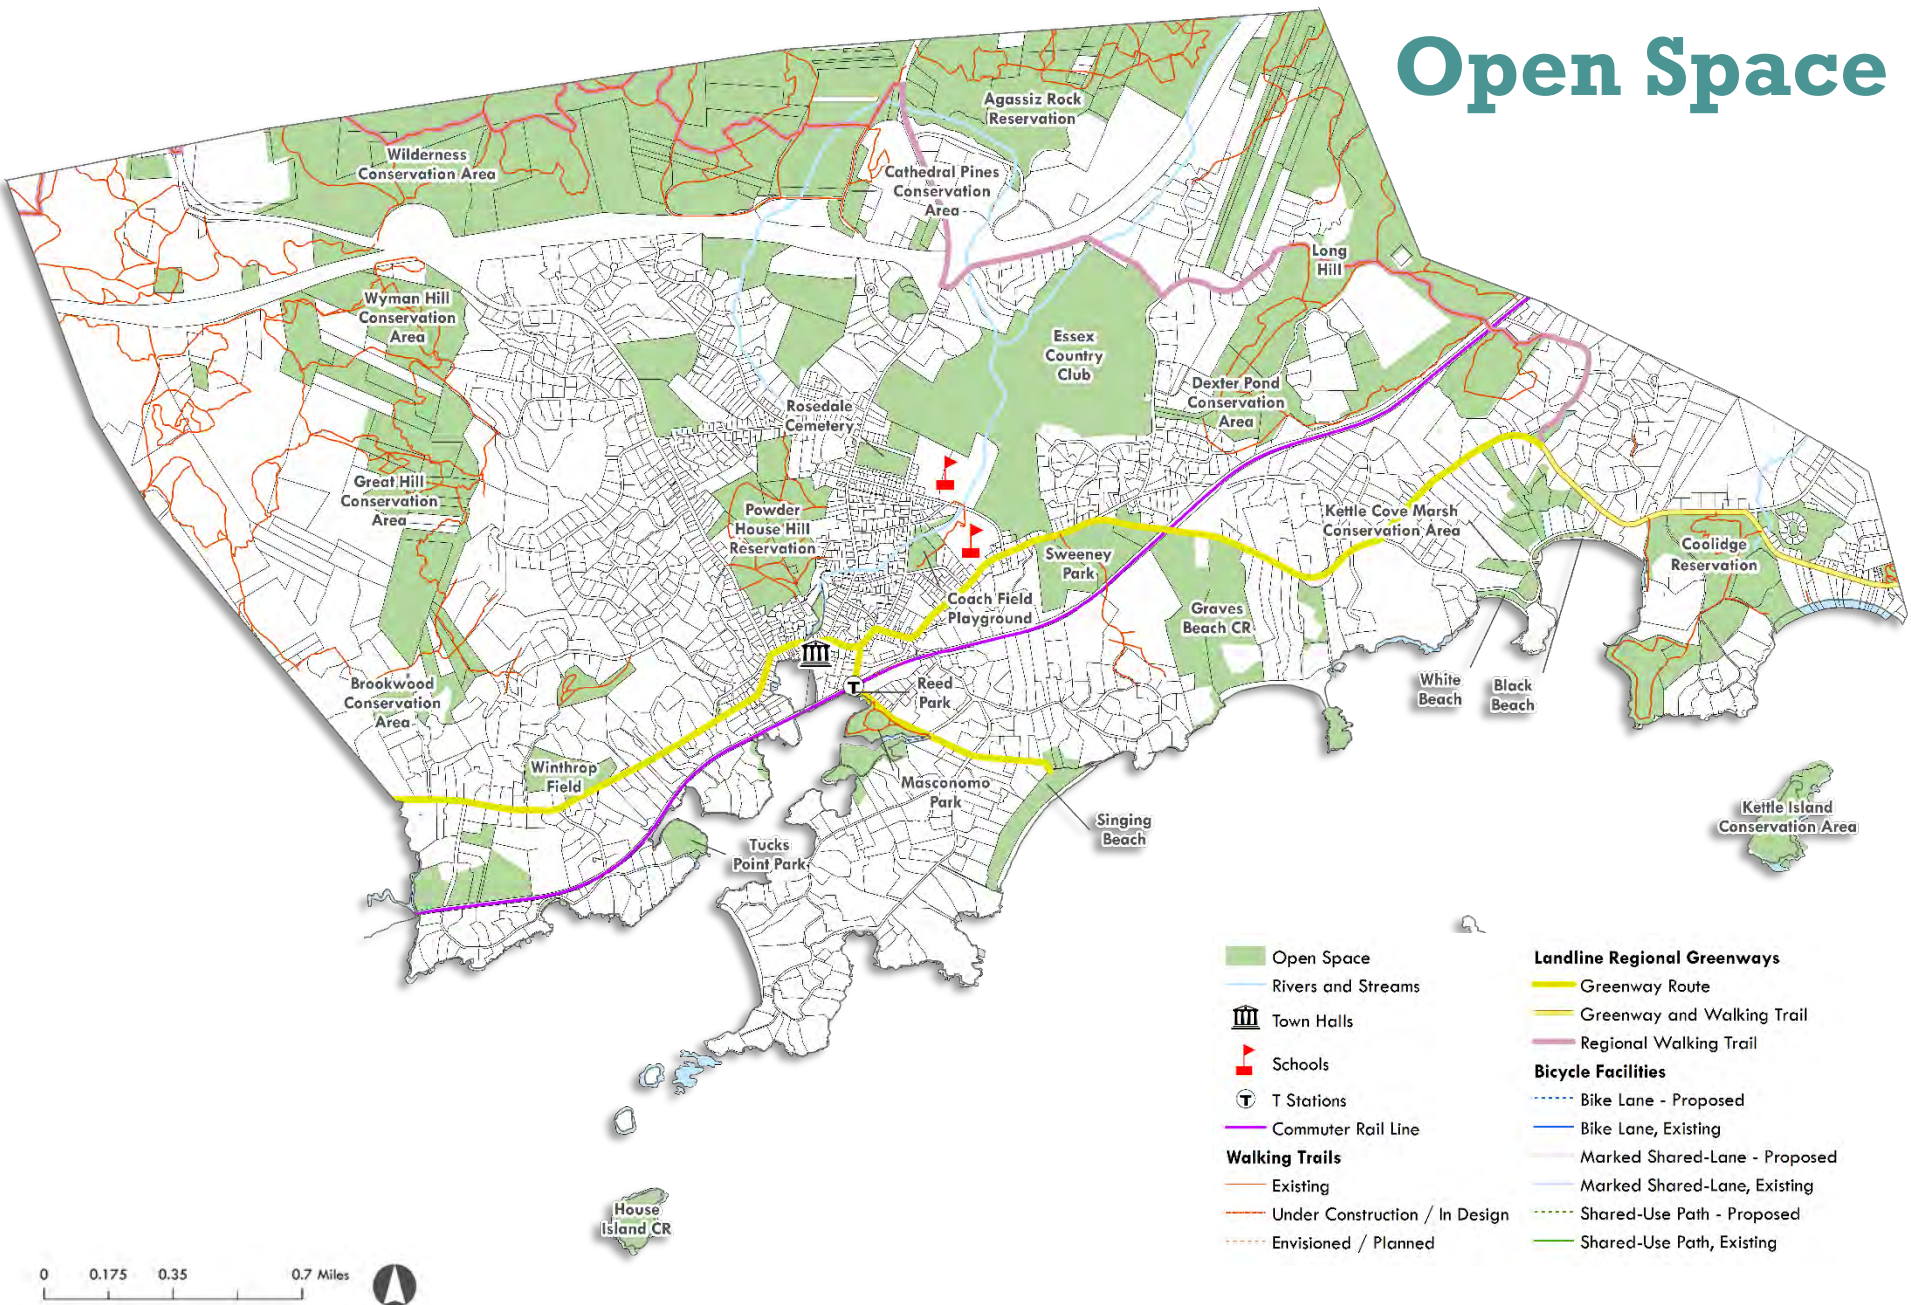 Open Space
Agassiz Rock
Reservation
Wilderness
Conservation Area
Cathedral Pines
Conservation
Area
Long
Hill
Wyman Hill
Conservation
Area
Essex
Country
Club
Dexter Pond
Conservation
Area
Rosedale
Cemetery
Great Hill
Conservation
Area
Powder
House Hill
Reservation
Kettle Cove Marsh
Conservation Area
Sweeney
Park
Coolidge
Reservation
Coach Field
Playground
Graves
Beach CR
Brookwood
Conservation
Area
Reed
Park
White
Beach
Black
Beach
Winthrop
Field
Masconomo
Park
Singing
Beach
Tucks
Point Park
Kettle Island
Conservation Area
House
Island CR
Open Space
Rivers and Streams
Town Halls
Schools
T
T Stations
Commuter Rail Line
Walking Trails
Existing
Under Construction / In Design
Envisioned / Planned
Landline Regional Greenways
Greenway Route
Greenway and Walking Trail
Regional Walking Trail
Bicycle Facilities
Bike Lane - Proposed
Bike Lane, Existing
Marked Shared-Lane - Proposed
Marked Shared-Lane, Existing
Shared-Use Path - Proposed
Shared-Use Path, Existing
T
0 0.175 0.35 0.7 Miles